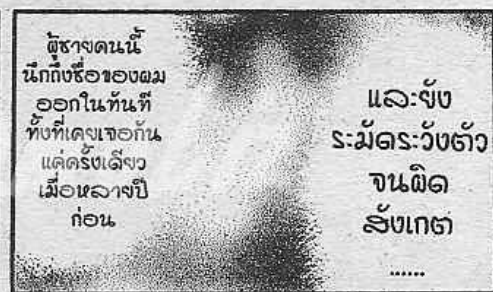 ผู้ชายคนนี้
นึกถึงชื่อของผม
ออกในทันที
ทั้งที่เคยเจอกัน
แค่ครั้งเดียว
เมื่อหลายปี
ก่อน
และยัง
ระมัดระวังตัว
จนผิด
สังเกต
......